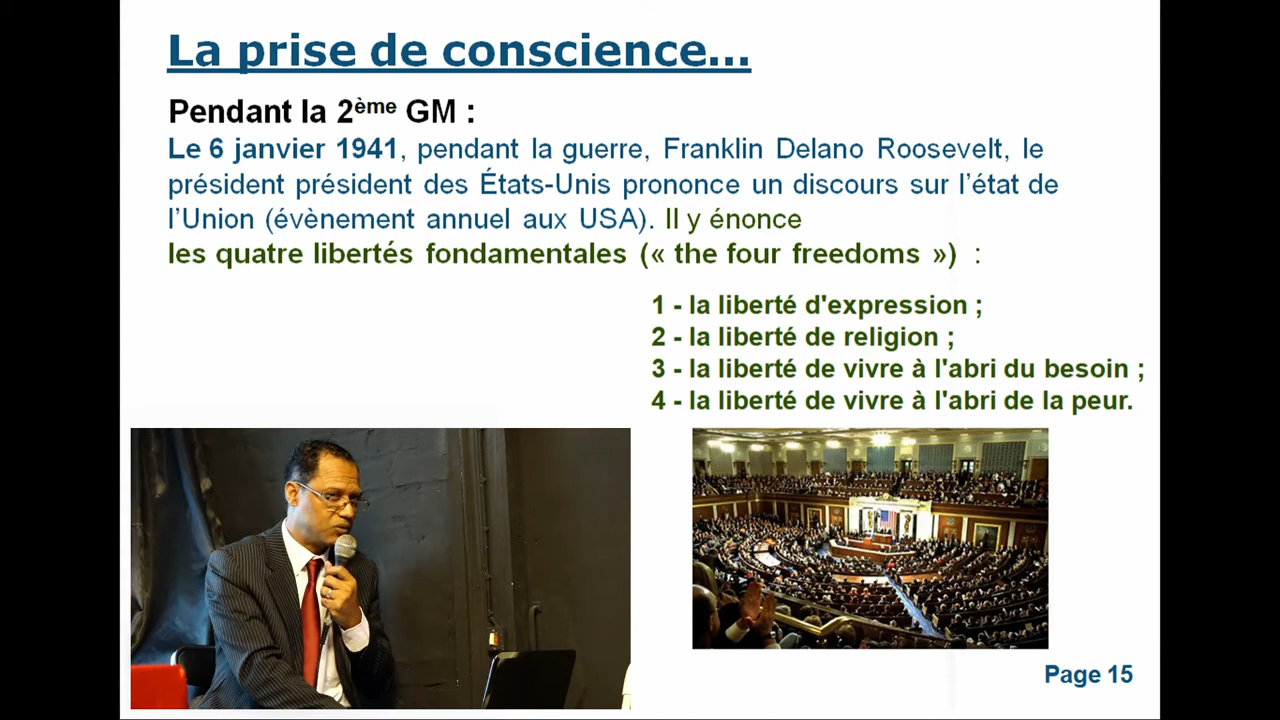 La prise de conscience...
Pendant la 2ème GM :
Le 6 janvier 1941, pendant la guerre, Franklin Delano Roosevelt, le
président président des États-Unis prononce un discours sur l'état de
l'Union (évènement annuel aux USA). Il y énonce
les quatre libertés fondamentales (« the four freedoms ») :
1 - la liberté d'expression ;
2 - la liberté de religion ;
3 - la liberté de vivre à l'abri du besoin ;
4 - la liberté de vivre à l'abri de la peur.
Page 15